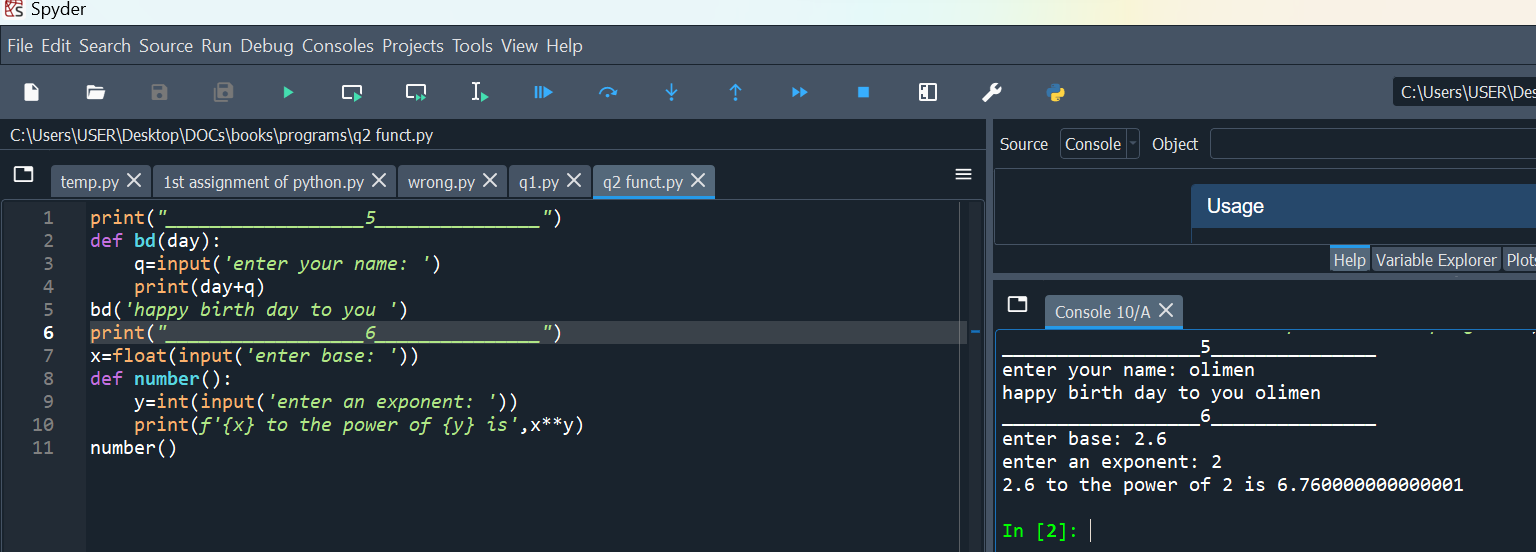 Spyder
File Edit Search Source Run Debug Consoles Projects Tools View Help
C:\Users\USER\Des
C:\Users\USER\Desktop\DOCs\books\programs\q2 funct.py
temp.py
1st assignment of python.py
wrong.py
q1.py
q2 funct.py
1 print("__________________5_______________")
2 def bd(day):
3     q=input('enter your name: ')
4     print(day+q)
5 bd('happy birth day to you ')
6 print("__________________6_______________")
7 x=float(input('enter base: '))
8 def number():
9     y=int(input('enter an exponent: '))
10     print(f'{x} to the power of {y} is',x**y)
11 number()
Source Console Object
Usage
Help Variable Explorer Plots
Console 10/A
__________________5_______________
enter your name: olimen
happy birth day to you olimen
__________________6_______________
enter base: 2.6
enter an exponent: 2
2.6 to the power of 2 is 6.760000000000001
In [2]: